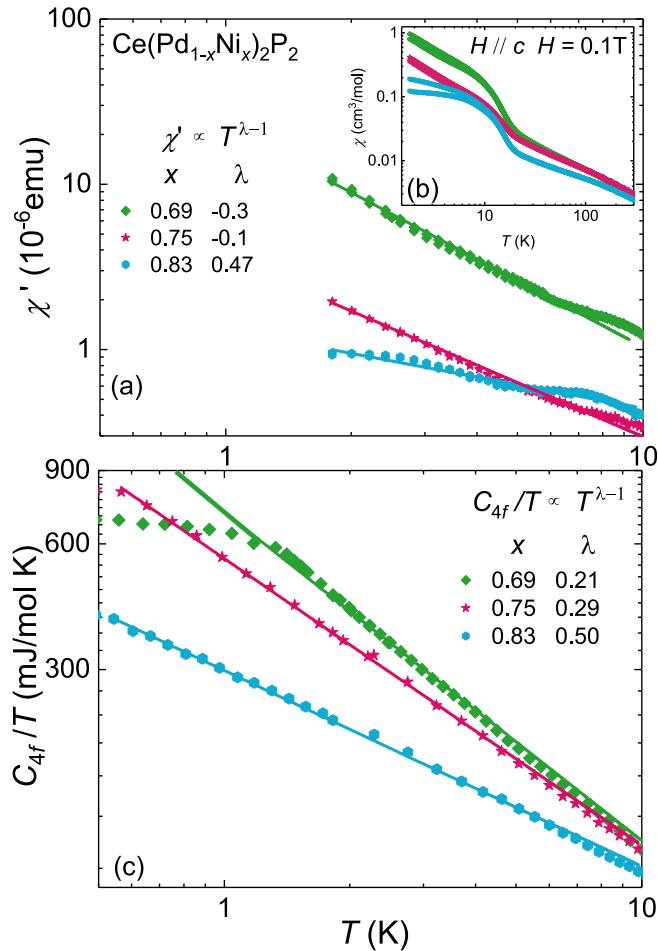 Ce(Pd₁₋ₓNiₓ)₂P₂
χ' ∝ T^λ-1
x λ
0.69 -0.3
0.75 -0.1
0.83 0.47
(a)
χ' (10⁻⁶emu)
100
10
1
1 10
H // c H = 0.1T
(b)
χ (cm³/mol)
1
0.1
0.01
10 100
T (K)
C₄f /T ∝ T^λ-1
x λ
0.69 0.21
0.75 0.29
0.83 0.50
(c)
C₄f /T (mJ/mol K)
900
600
300
1 10
T (K)